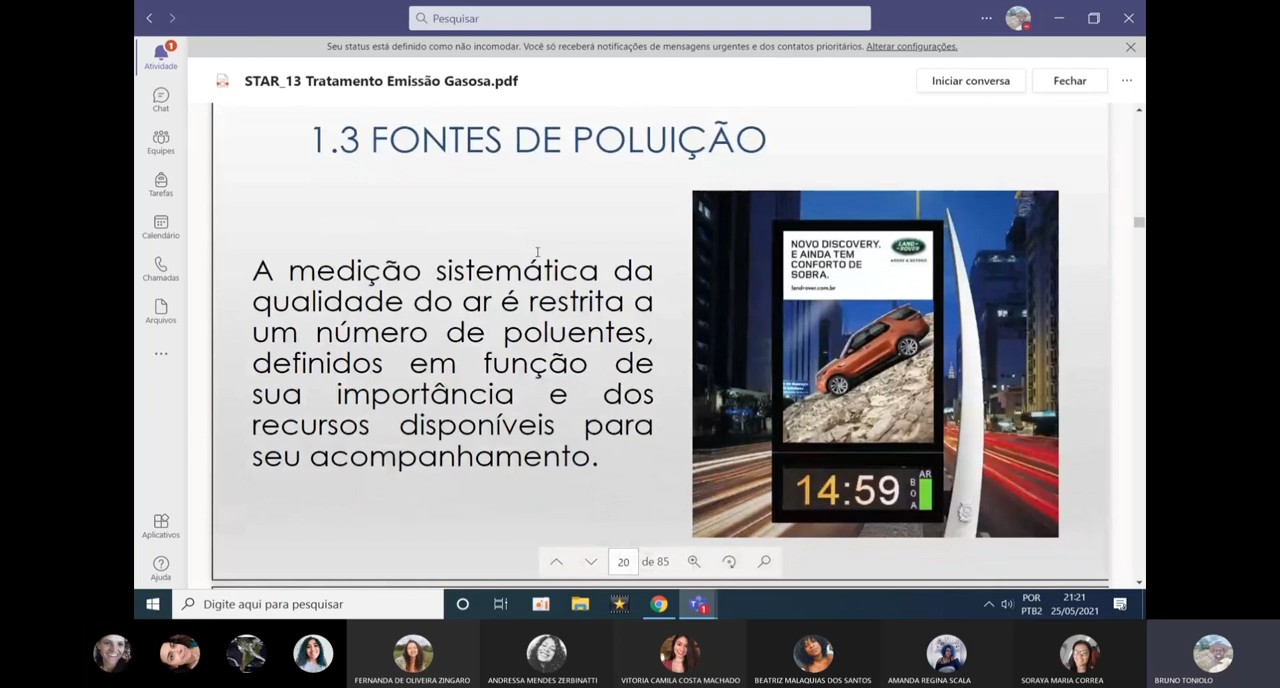 Pesquisar
Seu status está definido como não incomodar. Você só receberá notificações de mensagens urgentes e dos contatos prioritários. Alterar configurações.
1
Atividade
Chat
Equipes
Tarefas
Calendário
Chamadas
Arquivos
Aplicativos
Ajuda
STAR_13 Tratamento Emissão Gasosa.pdf
Iniciar conversa
Fechar
1.3 FONTES DE POLUIÇÃO
A medição sistemática da
qualidade do ar é restrita a
um número de poluentes,
definidos em função de
sua importância e dos
recursos disponíveis para
seu acompanhamento.
NOVO DISCOVERY.
E AINDA TEM
CONFORTO DE
SOBRA.
landrover.com.br
LAND-
ROVER
ABOVE & BEYOND
14:59
AR
BOA
20 de 85
Digite aqui para pesquisar
1
POR
PTB2
21:21
25/05/2021
FERNANDA DE OLIVEIRA ZINGARO
ANDRESSA MENDES ZERBINATTI
VITORIA CAMILA COSTA MACHADO
BEATRIZ MALAQUIAS DOS SANTOS
AMANDA REGINA SCALA
SORAYA MARIA CORREA
BRUNO TONIOLO